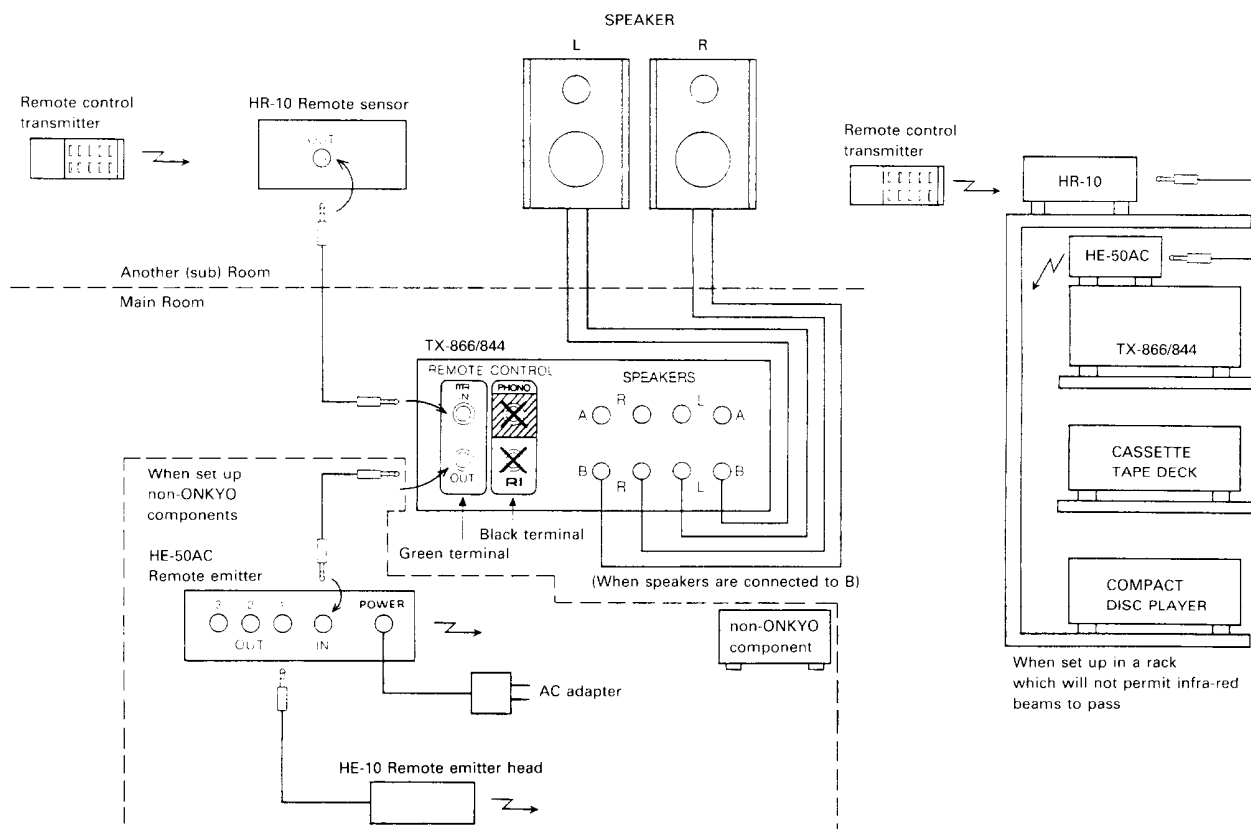 SPEAKER
L R
Remote control
transmitter
HR-10 Remote sensor
OUT
Remote control
transmitter
HR-10
HE-50AC
TX-866/844
CASSETTE
TAPE DECK
COMPACT
DISC PLAYER
When set up in a rack
which will not permit infra-red
beams to pass
Another (sub) Room
Main Room
TX-866/844
REMOTE CONTROL
IN
OUT
PHONO
RI
SPEAKERS
A R L A
B R L B
Green terminal
Black terminal
(When speakers are connected to B)
When set up
non-ONKYO
components
HE-50AC
Remote emitter
3 2 1
OUT IN
POWER
AC adapter
non-ONKYO
component
HE-10 Remote emitter head